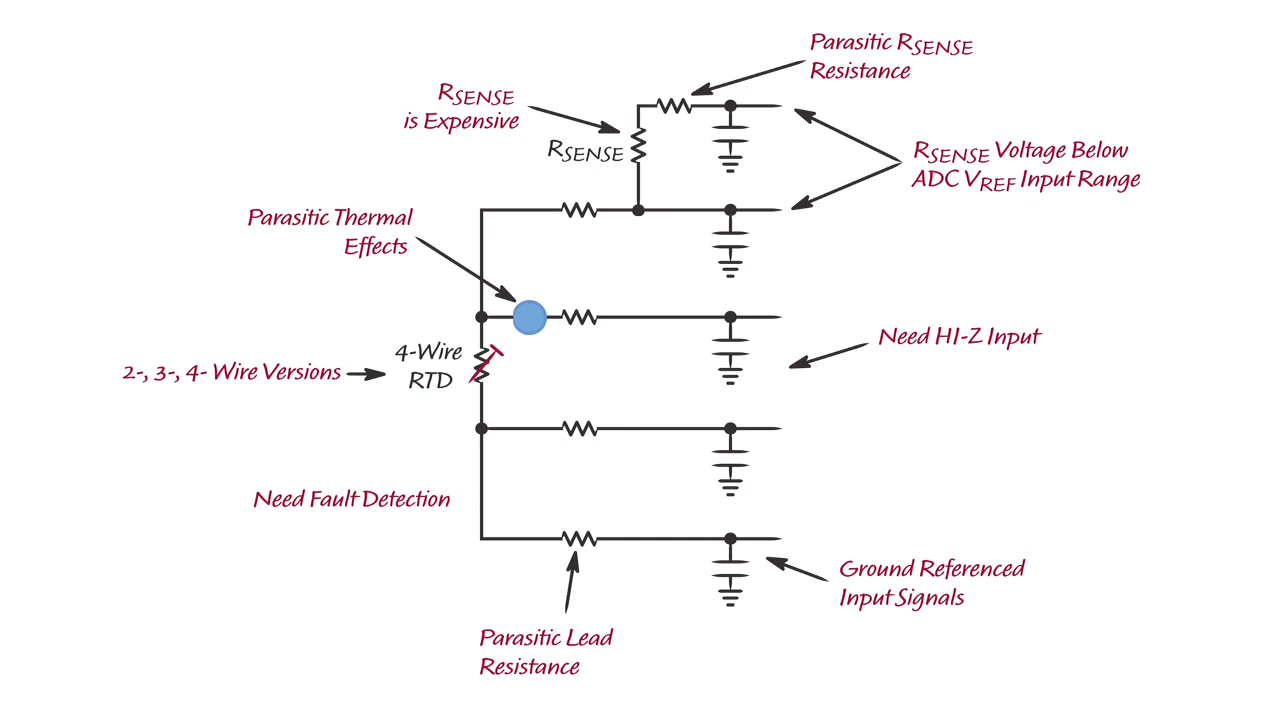 Parasitic RSENSE
Resistance
RSENSE
is Expensive
RSENSE
RSENSE Voltage Below
ADC VREF Input Range
Parasitic Thermal
Effects
Need HI-Z Input
4-Wire
RTD
2-, 3-, 4- Wire Versions
Need Fault Detection
Ground Referenced
Input Signals
Parasitic Lead
Resistance